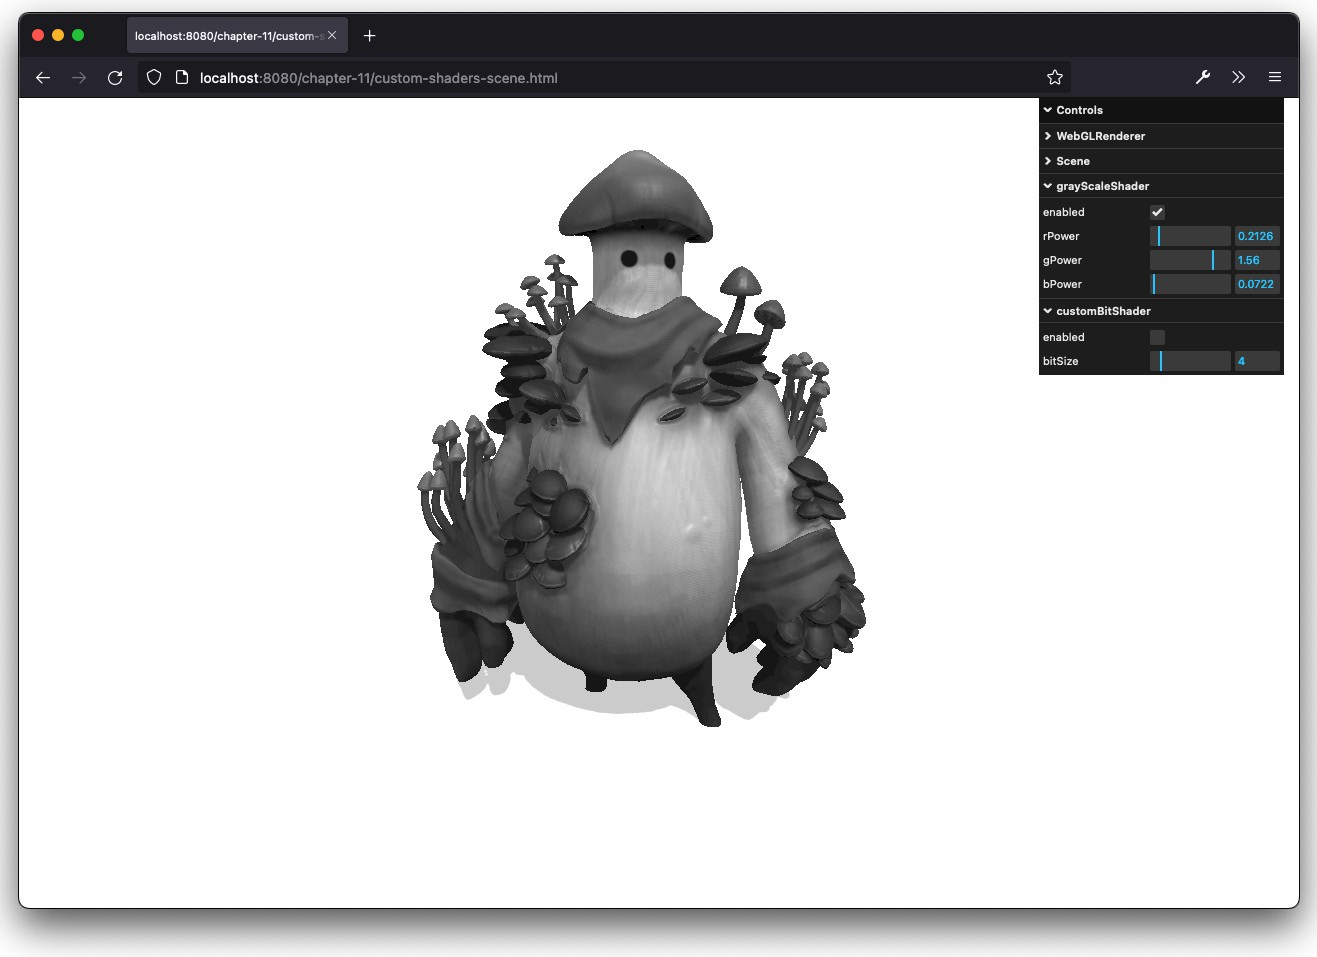 localhost:8080/chapter-11/custom-s
localhost:8080/chapter-11/custom-shaders-scene.html
Controls
WebGLRenderer
Scene
grayScaleShader
enabled
rPower 0.2126
gPower 1.56
bPower 0.0722
customBitShader
enabled
bitSize 4